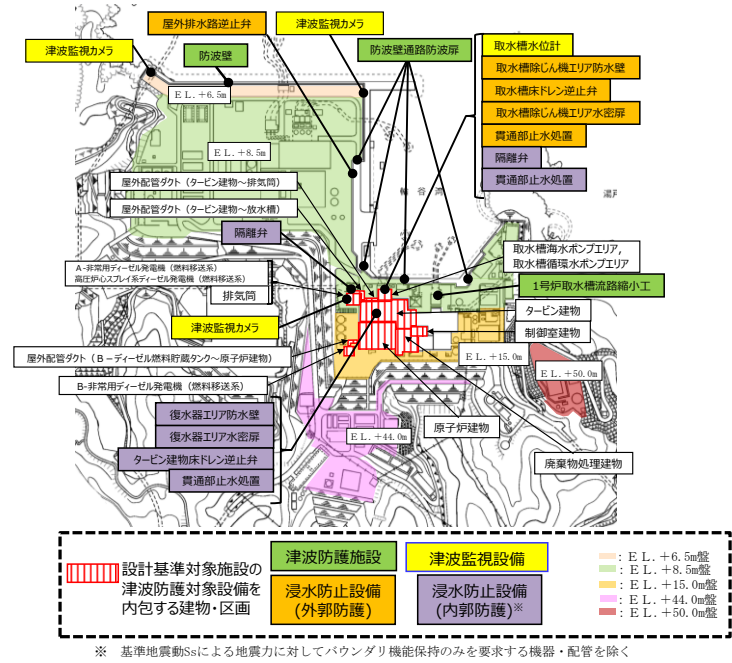 屋外排水路逆止弁
津波監視カメラ
津波監視カメラ
防波壁
防波壁通路防波扉
取水槽水位計
取水槽除じん機エリア防水壁
取水槽床ドレン逆止弁
取水槽除じん機エリア水密扉
貫通部止水処置
隔離弁
貫通部止水処置
EL.+6.5m
EL.+8.5m
輪谷湾
屋外配管ダクト（タービン建物～排気筒）
屋外配管ダクト（タービン建物～放水槽）
隔離弁
A-非常用ディーゼル発電機（燃料移送系）
高圧炉心スプレイ系ディーゼル発電機（燃料移送系）
排気筒
津波監視カメラ
屋外配管ダクト（B－ディーゼル燃料貯蔵タンク～原子炉建物）
B-非常用ディーゼル発電機（燃料移送系）
取水槽海水ポンプエリア，
取水槽循環水ポンプエリア
1号炉取水槽流路縮小工
タービン建物
制御室建物
EL.+15.0m
EL.+50.0m
復水器エリア防水壁
復水器エリア水密扉
タービン建物床ドレン逆止弁
貫通部止水処置
EL.+44.0m
原子炉建物
廃棄物処理建物
設計基準対象施設の
津波防護対象設備を
内包する建物・区画
津波防護施設
津波監視設備
浸水防止設備
(外郭防護)
浸水防止設備
(内郭防護)※
：EL.+6.5m盤
：EL.+8.5m盤
：EL.+15.0m盤
：EL.+44.0m盤
：EL.+50.0m盤
※　基準地震動Ssによる地震力に対してバウンダリ機能保持のみを要求する機器・配管を除く